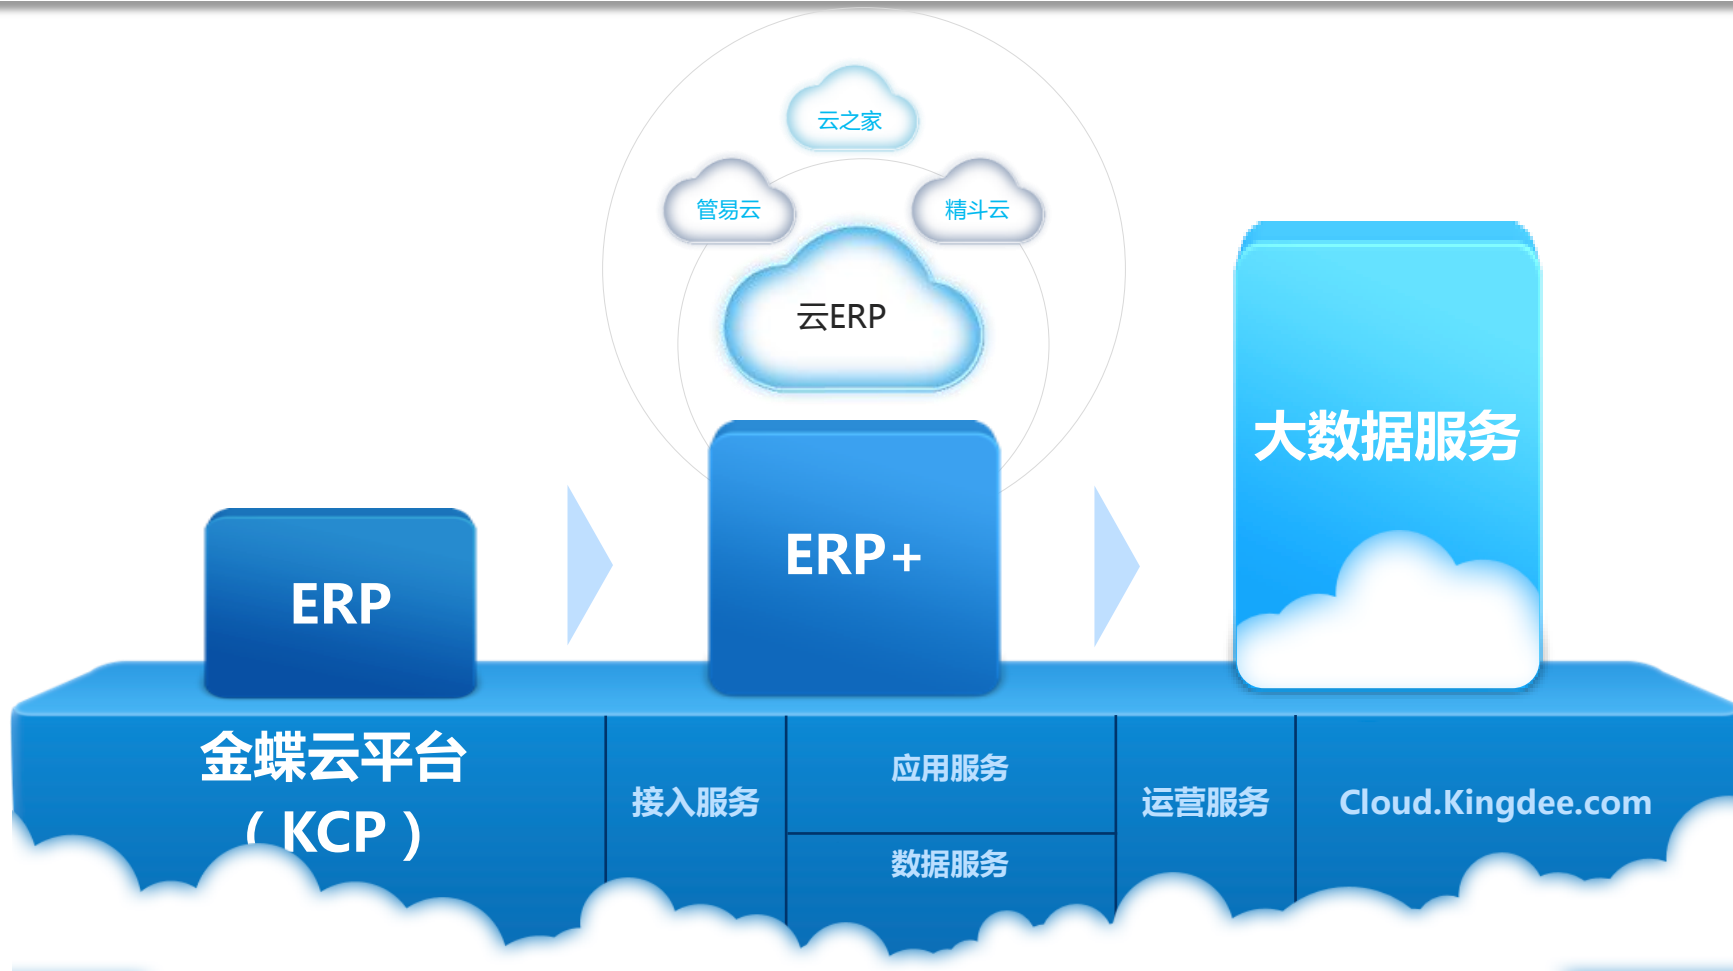 云之家
管易云
精斗云
云ERP
大数据服务
ERP+
ERP
金蝶云平台
（KCP）
接入服务
应用服务
数据服务
运营服务
Cloud.Kingdee.com